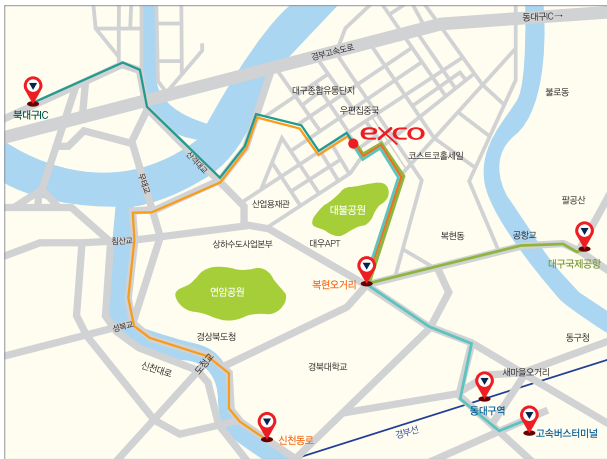 동대구IC→
경부고속도로
북대구IC
대구종합유통단지
우편집중국
불로동
exco
코스트코홀세일
산격대교
무태교
산업용재관
대불공원
팔공산
침산교
상하수도사업본부
대우APT
복현동
공항교
대구국제공항
복현오거리
연암공원
성북교
경상북도청
도청교
신천대로
경북대학교
동구청
새마을오거리
동대구역
경부선
신천동로
고속버스터미널